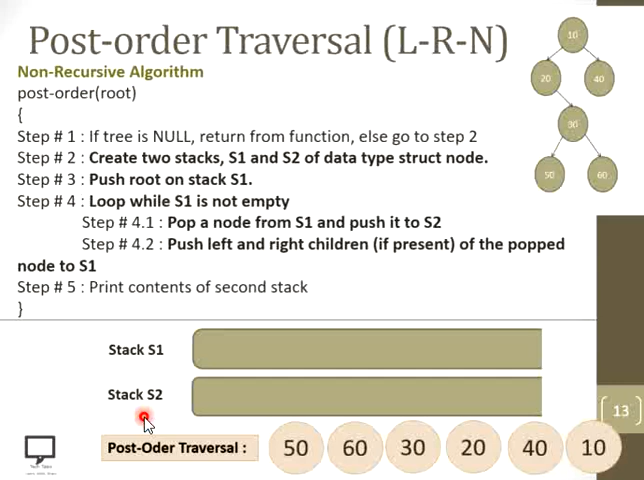 Post-order Traversal (L-R-N)
Non-Recursive Algorithm
post-order(root)
{
Step # 1 : If tree is NULL, return from function, else go to step 2
Step # 2 : Create two stacks, S1 and S2 of data type struct node.
Step # 3 : Push root on stack S1.
Step # 4 : Loop while S1 is not empty
Step # 4.1 : Pop a node from S1 and push it to S2
Step # 4.2 : Push left and right children (if present) of the popped
node to S1
Step # 5 : Print contents of second stack
}
10
20 40
30
50 60
Stack S1
Stack S2
13
Post-Oder Traversal : 50 60 30 20 40 10